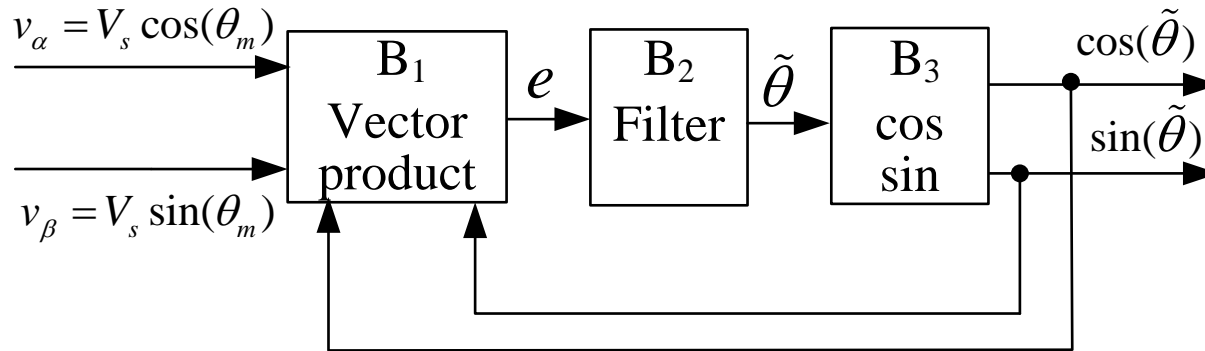 v_α = V_s cos(θ_m)
B₁
Vector
product
e
B₂
Filter
θ̃
B₃
cos
sin
cos(θ̃)
sin(θ̃)
v_β = V_s sin(θ_m)